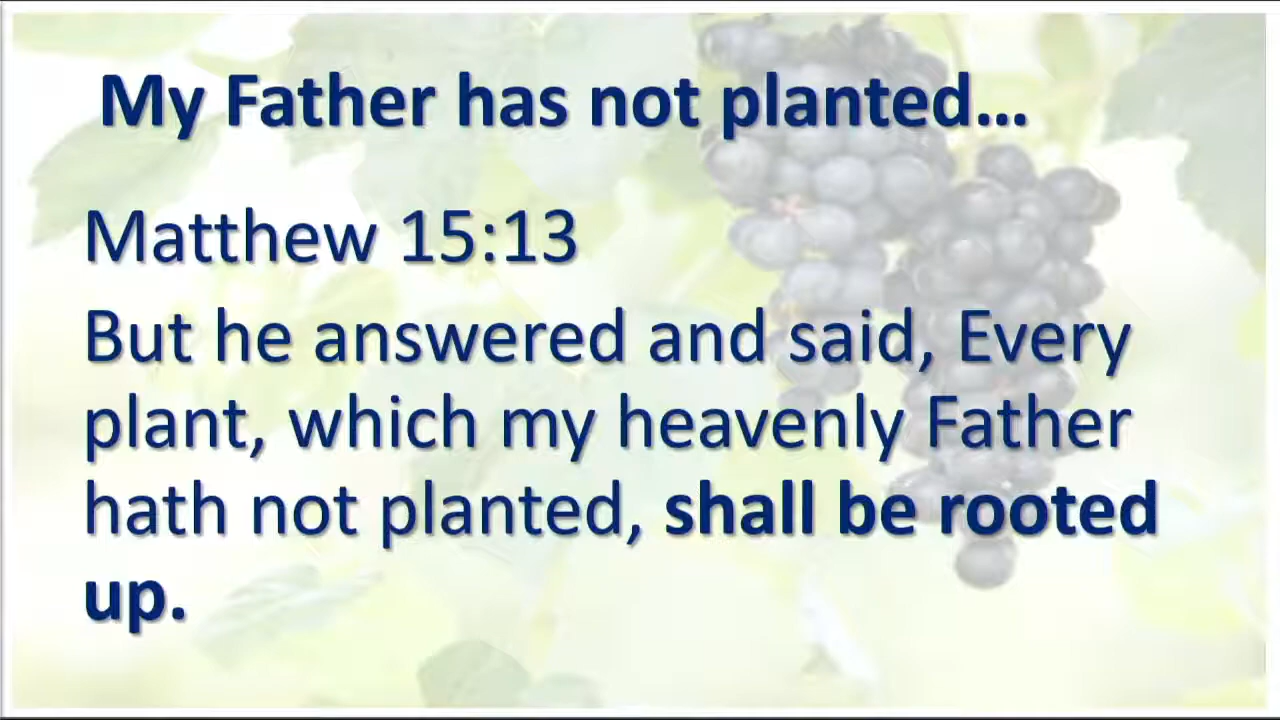 My Father has not planted…
Matthew 15:13
But he answered and said, Every
plant, which my heavenly Father
hath not planted, shall be rooted
up.